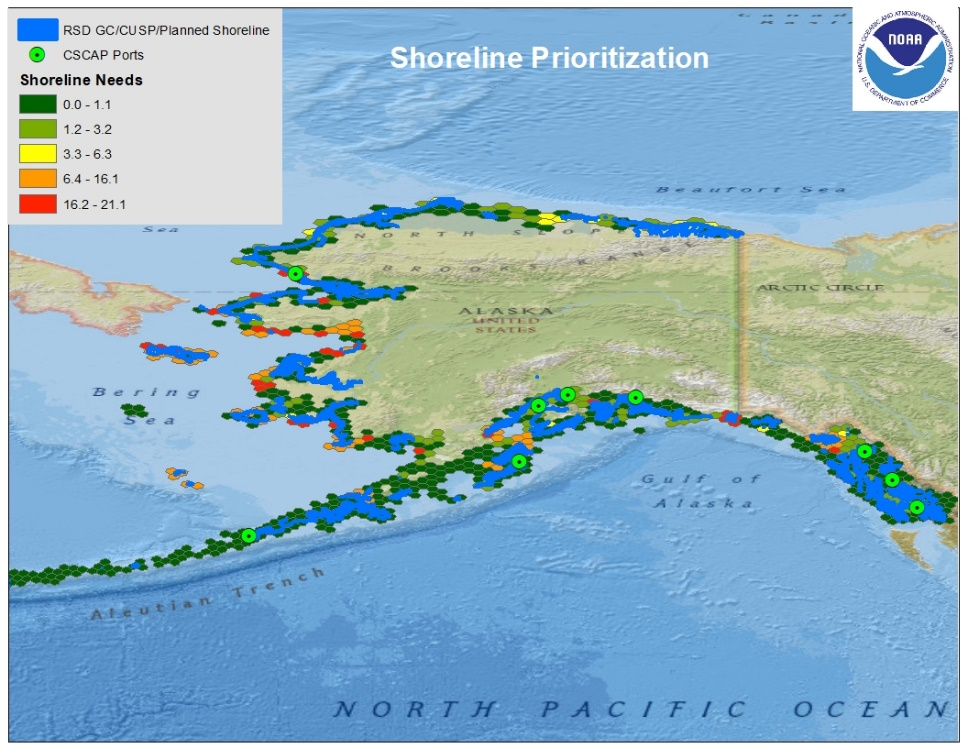 RSD GC/CUSP/Planned Shoreline
CSCAP Ports
Shoreline Needs
0.0 - 1.1
1.2 - 3.2
3.3 - 6.3
6.4 - 16.1
16.2 - 21.1
Shoreline Prioritization
NATIONAL OCEANIC AND ATMOSPHERIC ADMINISTRATION
NOAA
U.S. DEPARTMENT OF COMMERCE
Beaufort Sea
Sea
NORTH SLOP
BROOKS RANGE
ARCTIC CIRCLE
ALASKA
UNITED
STATES
Bering
Sea
Gulf of
Alaska
Aleutian Trench
NORTH PACIFIC OCEAN